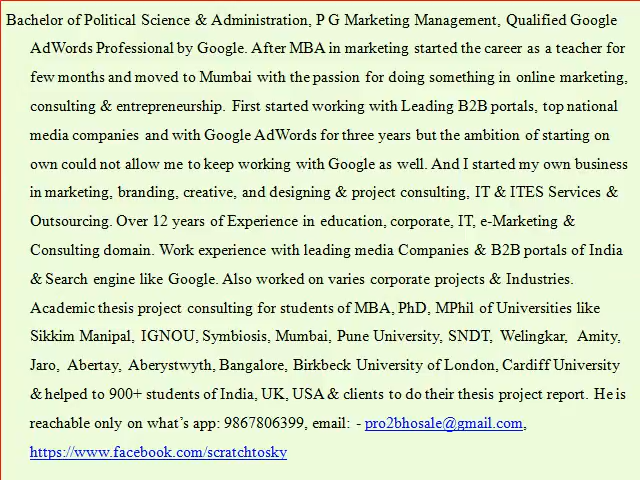 Bachelor of Political Science & Administration, P G Marketing Management, Qualified Google
AdWords Professional by Google. After MBA in marketing started the career as a teacher for
few months and moved to Mumbai with the passion for doing something in online marketing,
consulting & entrepreneurship. First started working with Leading B2B portals, top national
media companies and with Google AdWords for three years but the ambition of starting on
own could not allow me to keep working with Google as well. And I started my own business
in marketing, branding, creative, and designing & project consulting, IT & ITES Services &
Outsourcing. Over 12 years of Experience in education, corporate, IT, e-Marketing &
Consulting domain. Work experience with leading media Companies & B2B portals of India
& Search engine like Google. Also worked on varies corporate projects & Industries.
Academic thesis project consulting for students of MBA, PhD, MPhil of Universities like
Sikkim Manipal, IGNOU, Symbiosis, Mumbai, Pune University, SNDT, Welingkar, Amity,
Jaro, Abertay, Aberystwyth, Bangalore, Birkbeck University of London, Cardiff University
& helped to 900+ students of India, UK, USA & clients to do their thesis project report. He is
reachable only on what's app: 9867806399, email: - pro2bhosale@gmail.com,
https://www.facebook.com/scratchtosky